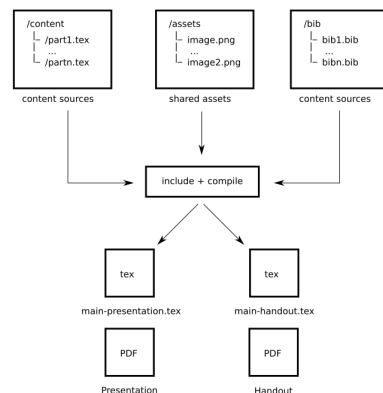 /content
/part1.tex
...
/partn.tex
content sources
/assets
image.png
...
image2.png
shared assets
/bib
bib1.bib
...
bibn.bib
content sources
include + compile
tex
main-presentation.tex
tex
main-handout.tex
PDF
Presentation
PDF
Handout